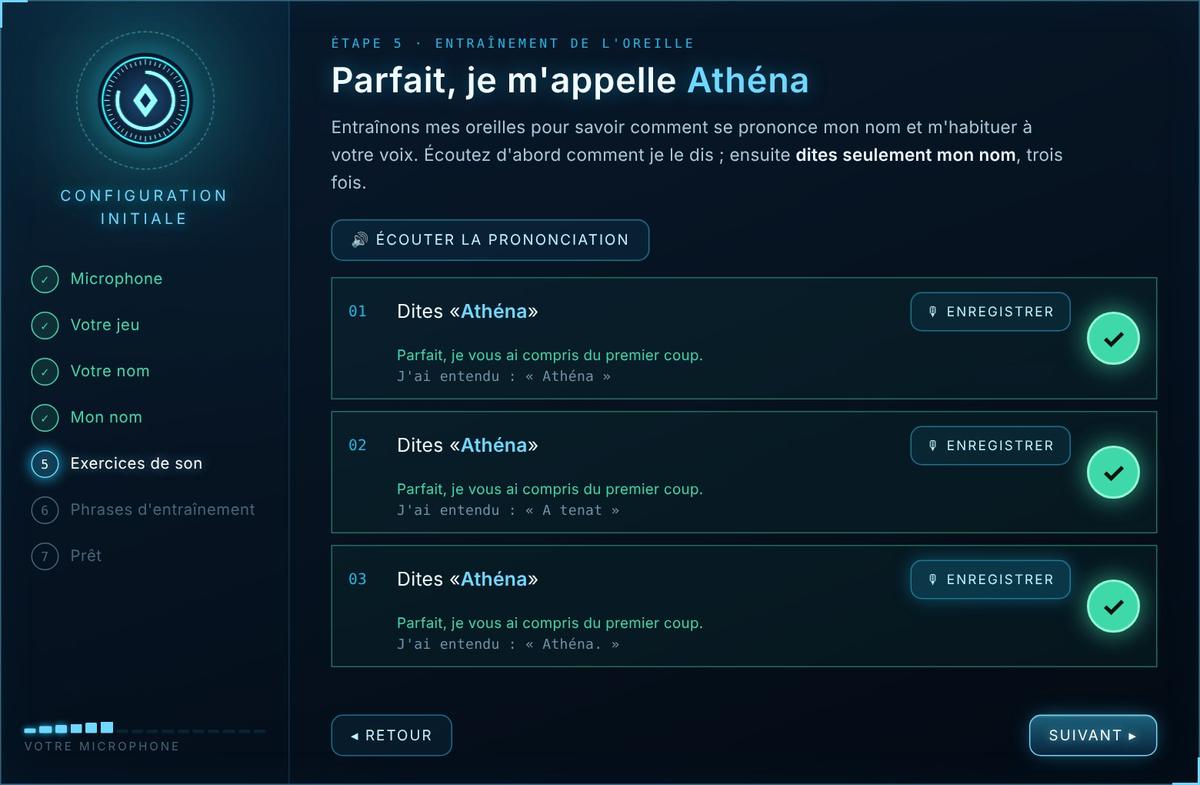 CONFIGURATION
INITIALE
✓ Microphone
✓ Votre jeu
✓ Votre nom
✓ Mon nom
5 Exercices de son
6 Phrases d'entraînement
7 Prêt
VOTRE MICROPHONE
ÉTAPE 5 · ENTRAÎNEMENT DE L'OREILLE
Parfait, je m'appelle Athéna
Entraînons mes oreilles pour savoir comment se prononce mon nom et m'habituer à
votre voix. Écoutez d'abord comment je le dis ; ensuite dites seulement mon nom, trois
fois.
🔊 ÉCOUTER LA PRONONCIATION
01 Dites «Athéna» 🎙 ENREGISTRER ✓
Parfait, je vous ai compris du premier coup.
J'ai entendu : « Athéna »
02 Dites «Athéna» 🎙 ENREGISTRER ✓
Parfait, je vous ai compris du premier coup.
J'ai entendu : « A tenat »
03 Dites «Athéna» 🎙 ENREGISTRER ✓
Parfait, je vous ai compris du premier coup.
J'ai entendu : « Athéna. »
◂ RETOUR
SUIVANT ▸